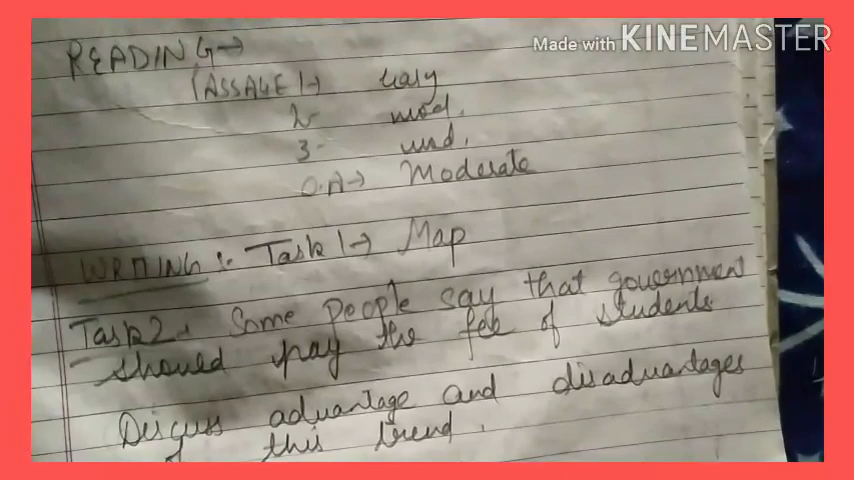 Made with KINEMASTER
READING→
PASSAGE 1→ easy
2- mod.
3- mod.
O.A→ Moderate
WRITING:- Task 1→ Map
Task 2. Some people say that government
should pay the fee of students
Discuss advantage and disadvantages
of this trend.